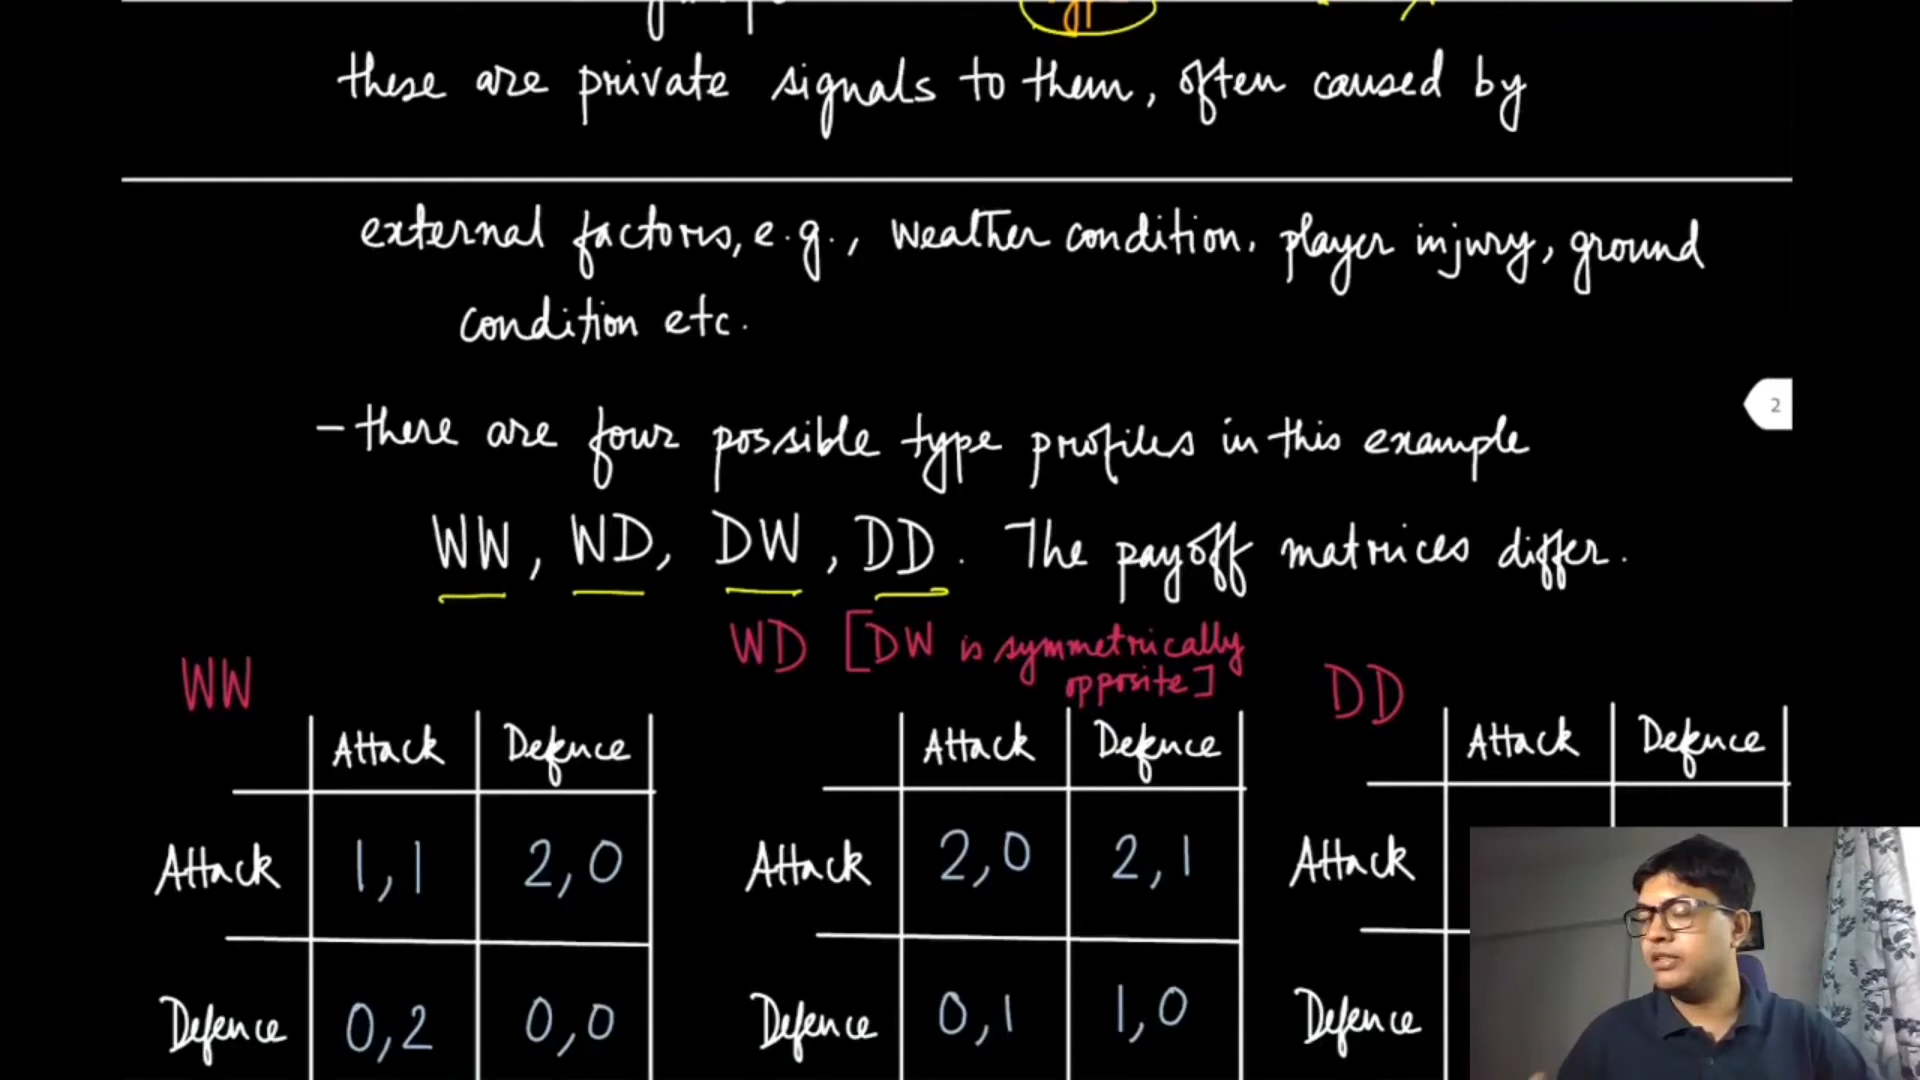 these are private signals to them, often caused by
external factors, e.g., weather condition. player injury, ground
condition etc.
2
- there are four possible type profiles in this example
WW, WD, DW, DD. The payoff matrices differ.
WW
WD [DW is symmetrically
opposite]
DD
Attack Defence
Attack 1,1 2,0
Defence 0,2 0,0
Attack Defence
Attack 2,0 2,1
Defence 0,1 1,0
Attack Defence
Attack
Defence